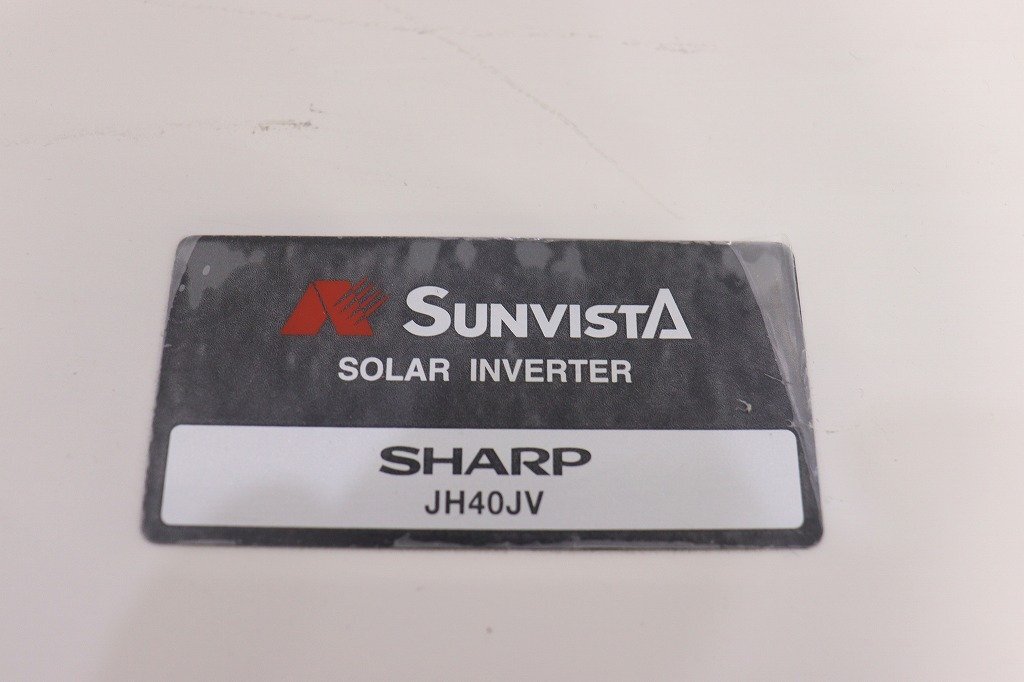 SUNVISTA
SOLAR INVERTER
SHARP
JH40JV